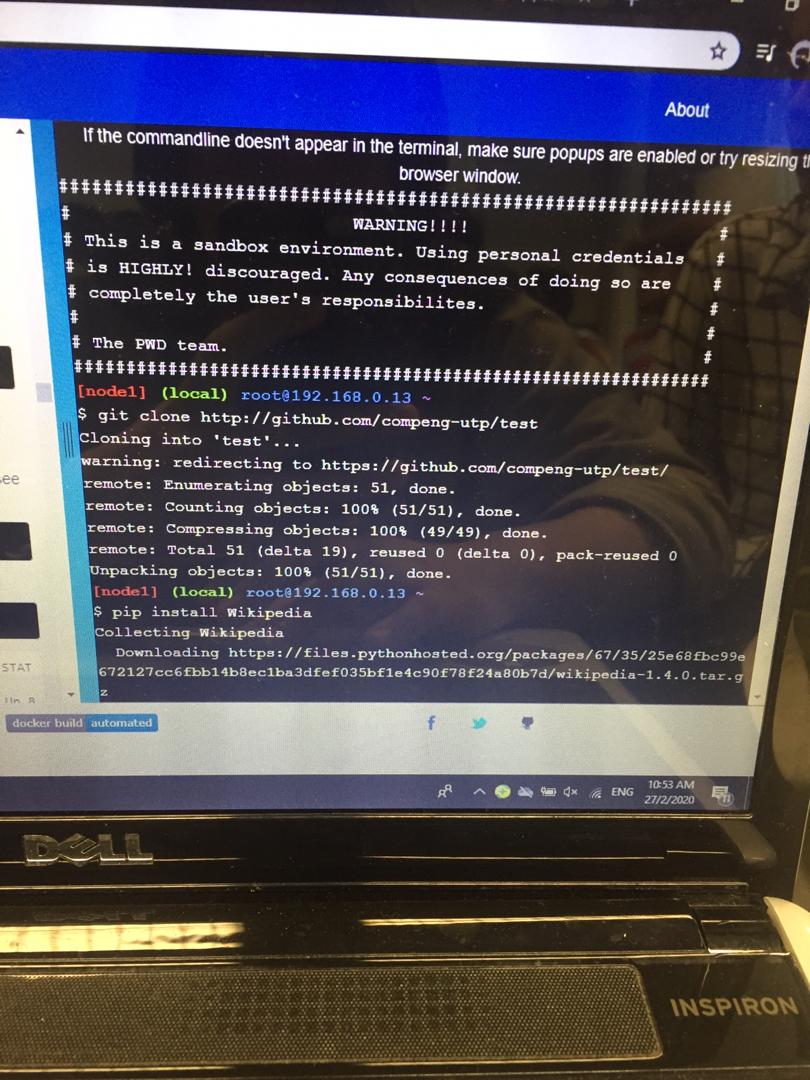 About
If the commandline doesn't appear in the terminal, make sure popups are enabled or try resizing
browser window.
##############################################################
# WARNING!!!! #
# This is a sandbox environment. Using personal credentials #
# is HIGHLY! discouraged. Any consequences of doing so are #
# completely the user's responsibilites. #
# #
# The PWD team. #
##############################################################
[node1] (local) root@192.168.0.13 ~
$ git clone http://github.com/compeng-utp/test
Cloning into 'test'...
warning: redirecting to https://github.com/compeng-utp/test/
remote: Enumerating objects: 51, done.
remote: Counting objects: 100% (51/51), done.
remote: Compressing objects: 100% (49/49), done.
remote: Total 51 (delta 19), reused 0 (delta 0), pack-reused 0
Unpacking objects: 100% (51/51), done.
[node1] (local) root@192.168.0.13 ~
$ pip install Wikipedia
Collecting Wikipedia
Downloading https://files.pythonhosted.org/packages/67/35/25e68fbc99e
672127cc6fbb14b8ec1ba3dfef035bf1e4c90f78f24a80b7d/wikipedia-1.4.0.tar.g
z
STAT
docker build automated
ENG
10:53 AM
27/2/2020
DELL
INSPIRON